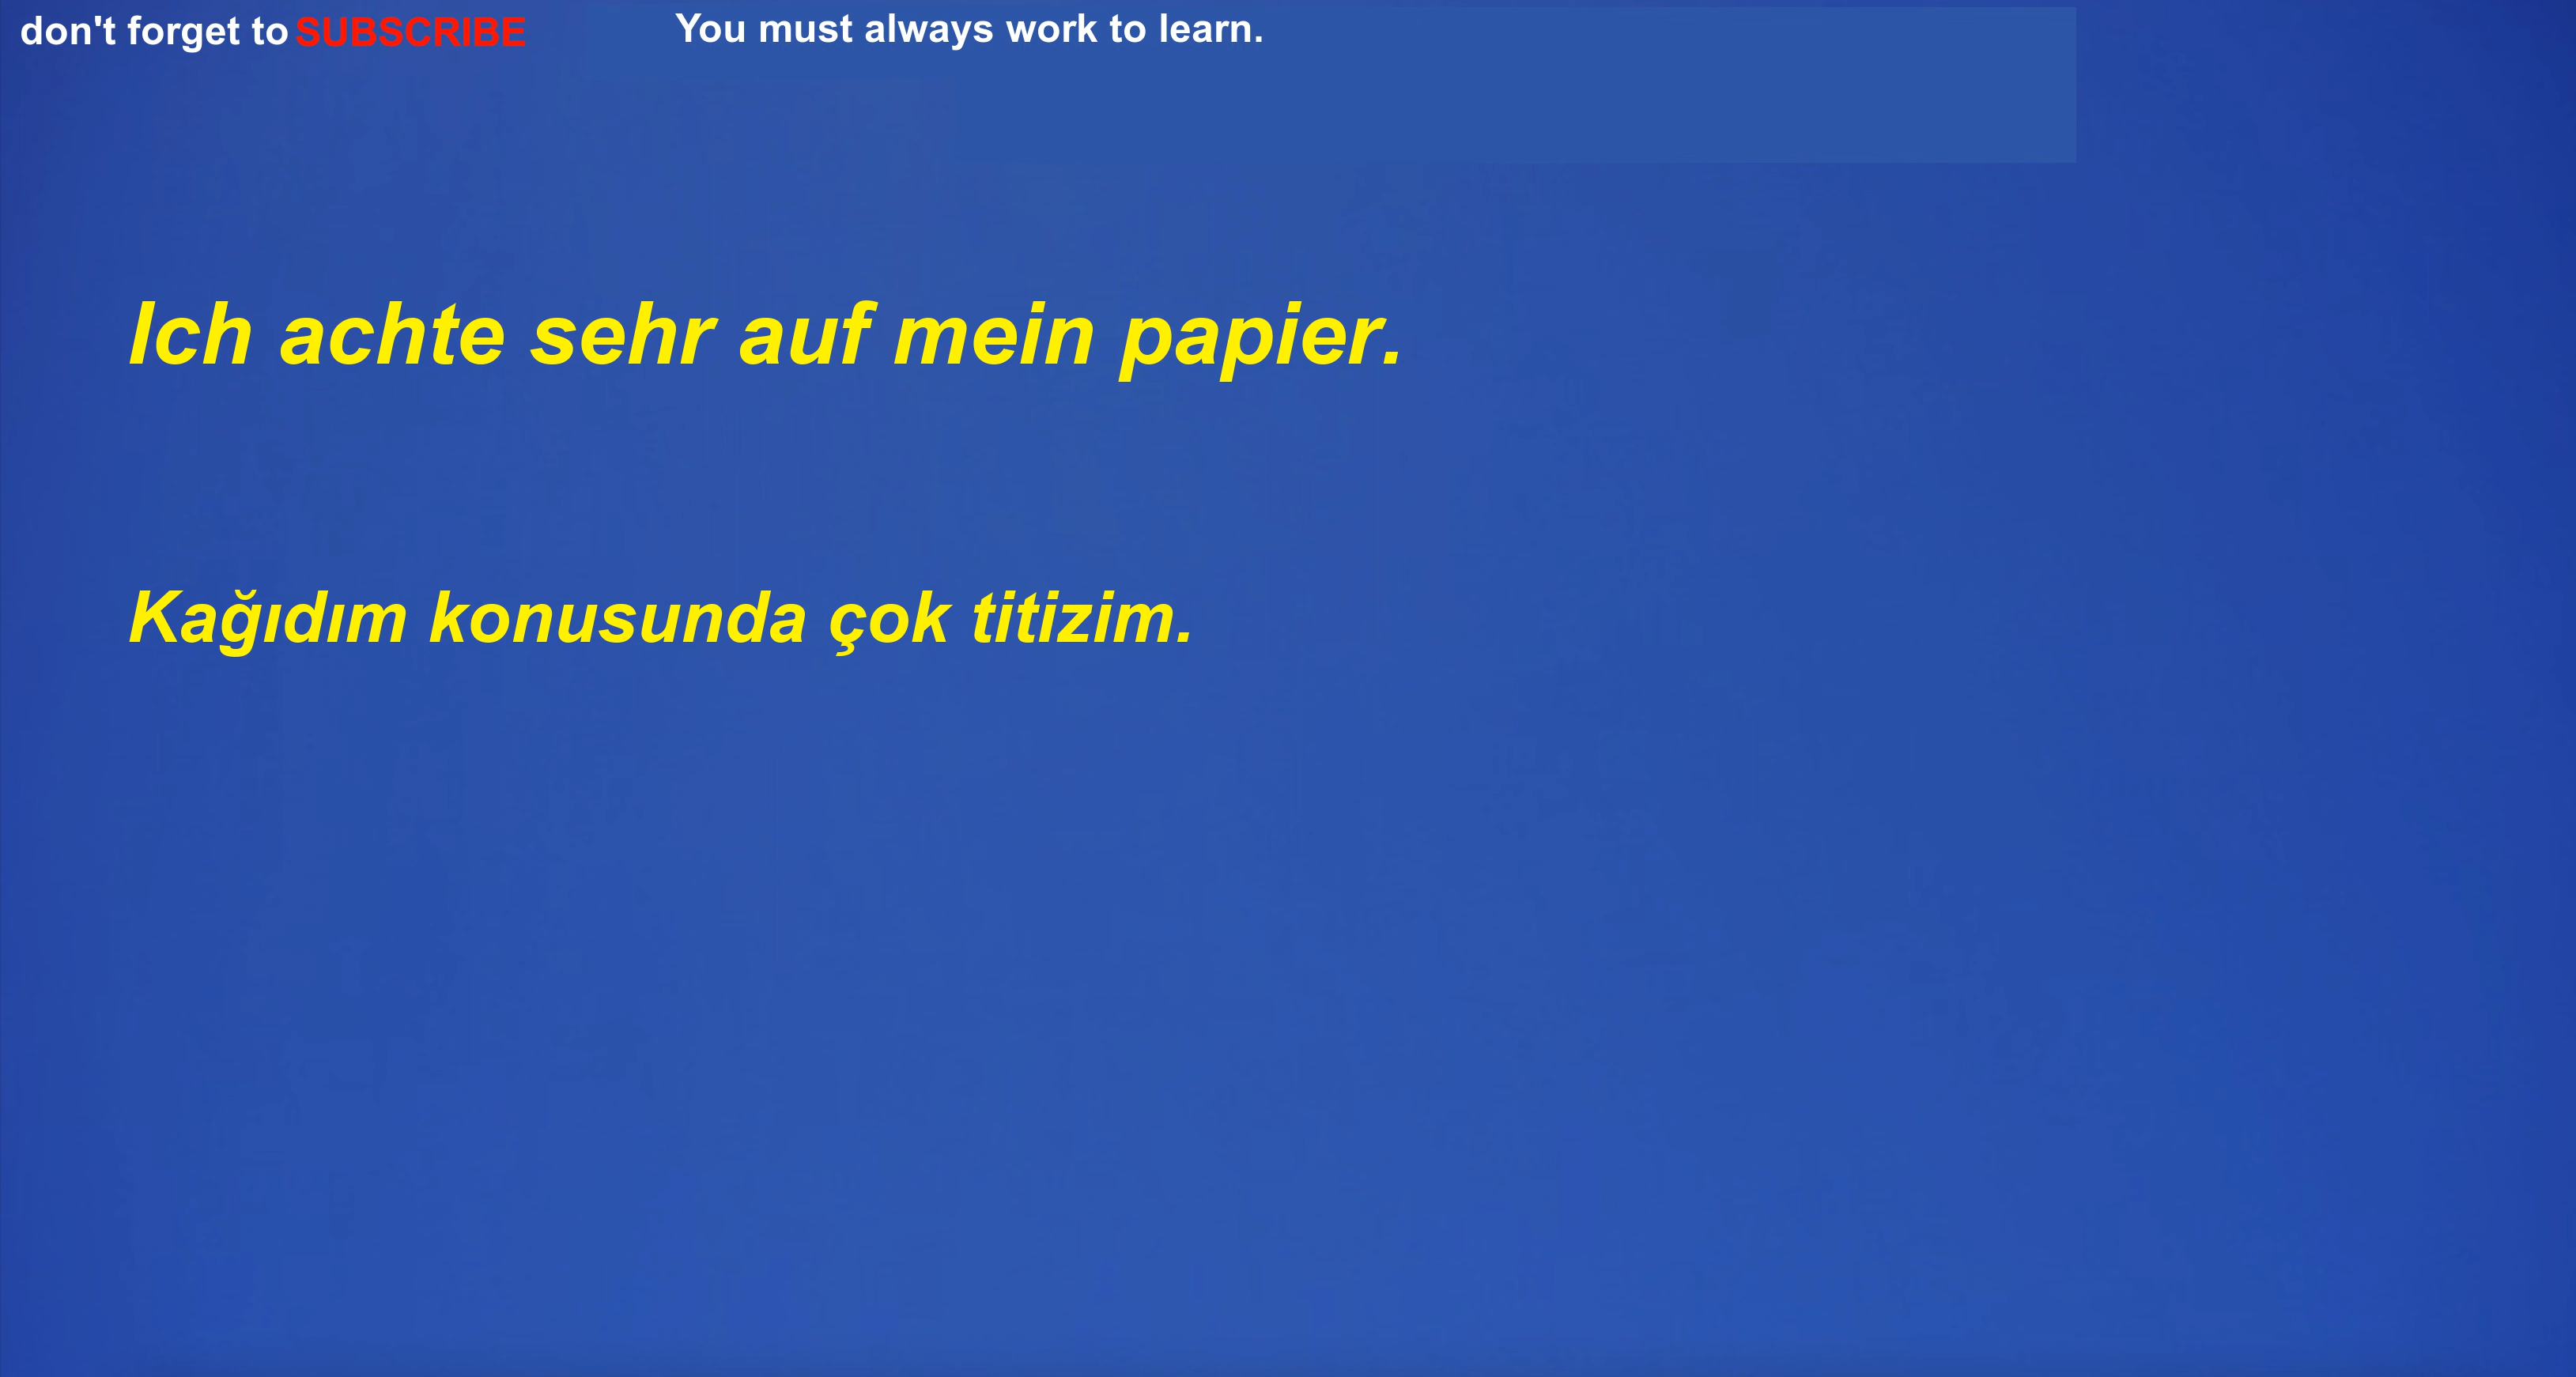 don't forget to SUBSCRIBE
You must always work to learn.
Ich achte sehr auf mein papier.
Kağıdım konusunda çok titizim.